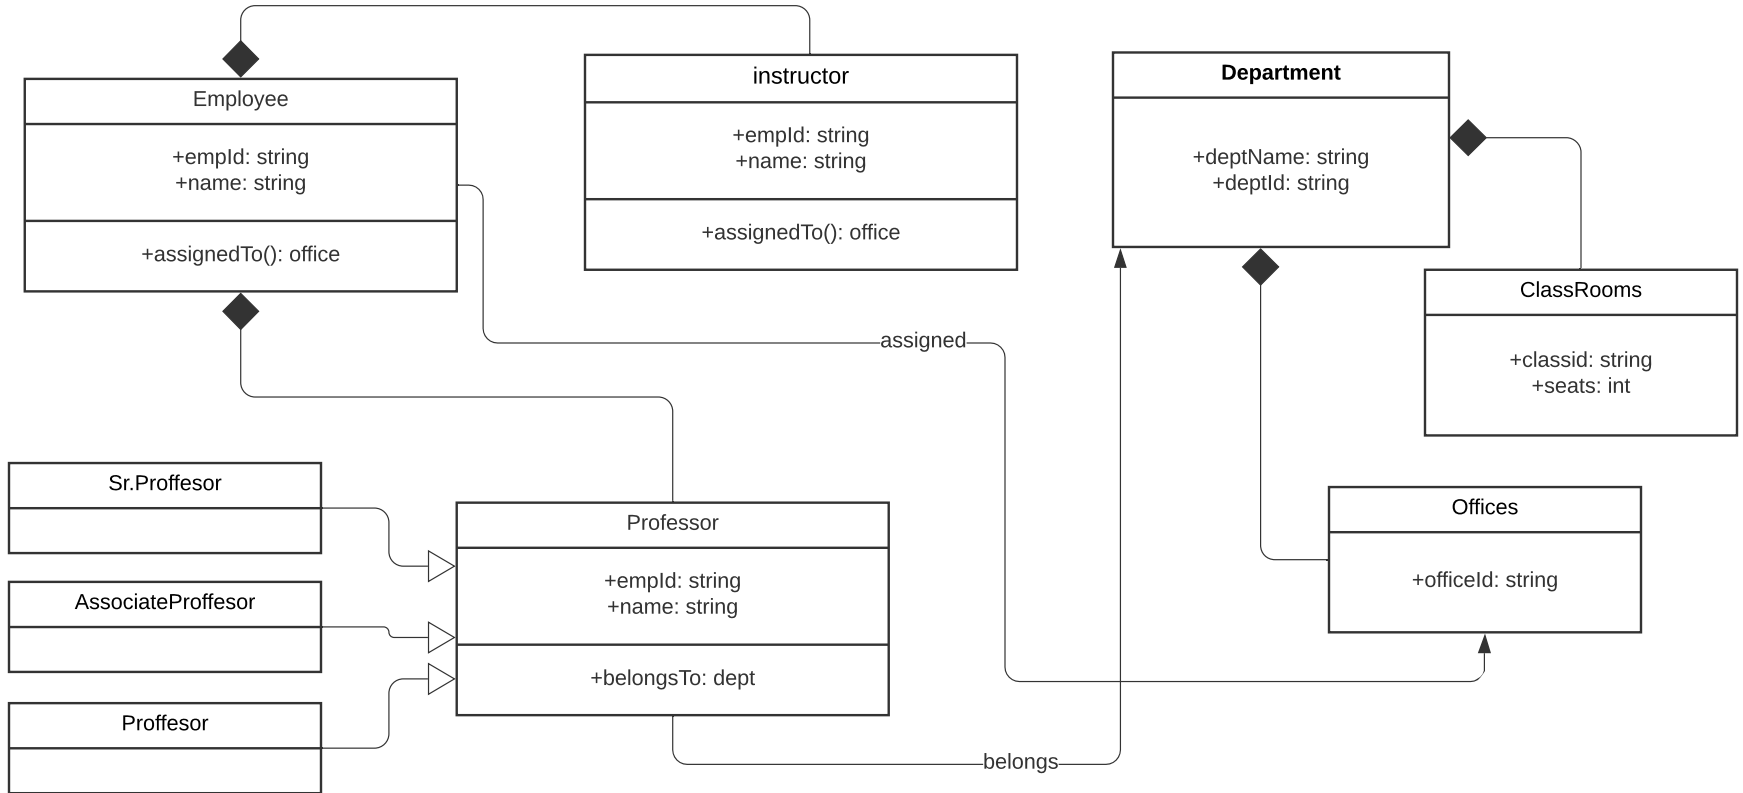 Employee
+empId: string
+name: string
+assignedTo(): office
instructor
+empId: string
+name: string
+assignedTo(): office
Department
+deptName: string
+deptId: string
ClassRooms
+classid: string
+seats: int
assigned
Sr.Proffesor
AssociateProffesor
Proffesor
Professor
+empId: string
+name: string
+belongsTo: dept
Offices
+officeId: string
belongs